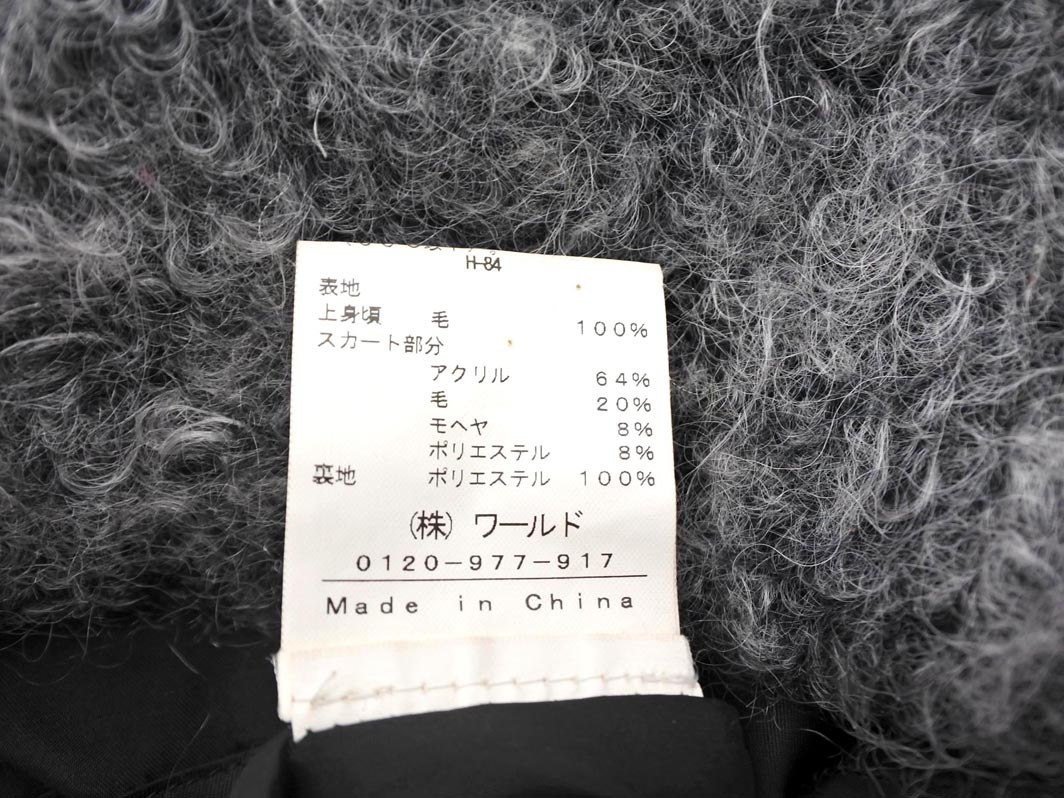 H-84
表地
上身頃 毛 100%
スカート部分
アクリル 64%
毛 20%
モヘヤ 8%
ポリエステル 8%
裏地 ポリエステル 100%
(株) ワールド
0120-977-917
Made in China